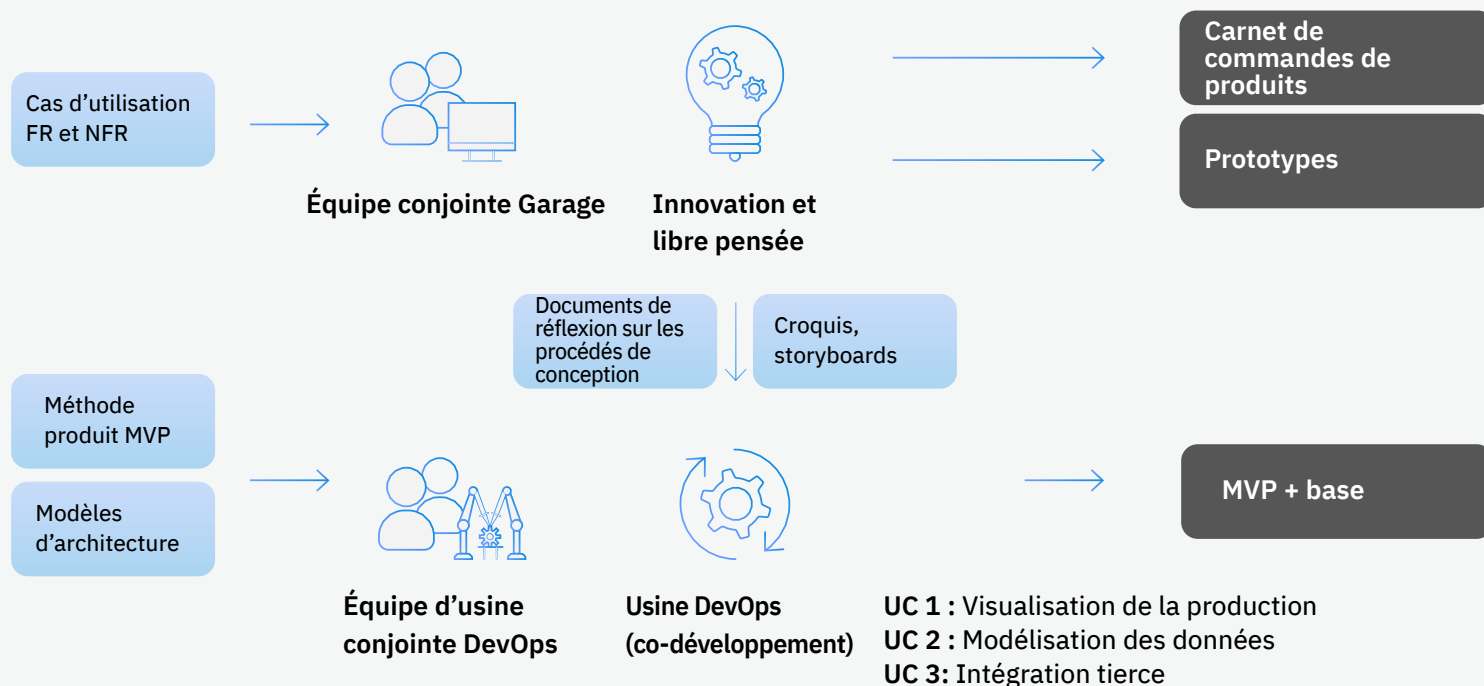 Cas d’utilisation
FR et NFR
Équipe conjointe Garage
Innovation et
libre pensée
Carnet de
commandes de
produits
Prototypes
Documents de
réflexion sur les
procédés de
conception
Croquis,
storyboards
Méthode
produit MVP
Modèles
d’architecture
Équipe d’usine
conjointe DevOps
Usine DevOps
(co-développement)
MVP + base
UC 1 : Visualisation de la production
UC 2 : Modélisation des données
UC 3: Intégration tierce